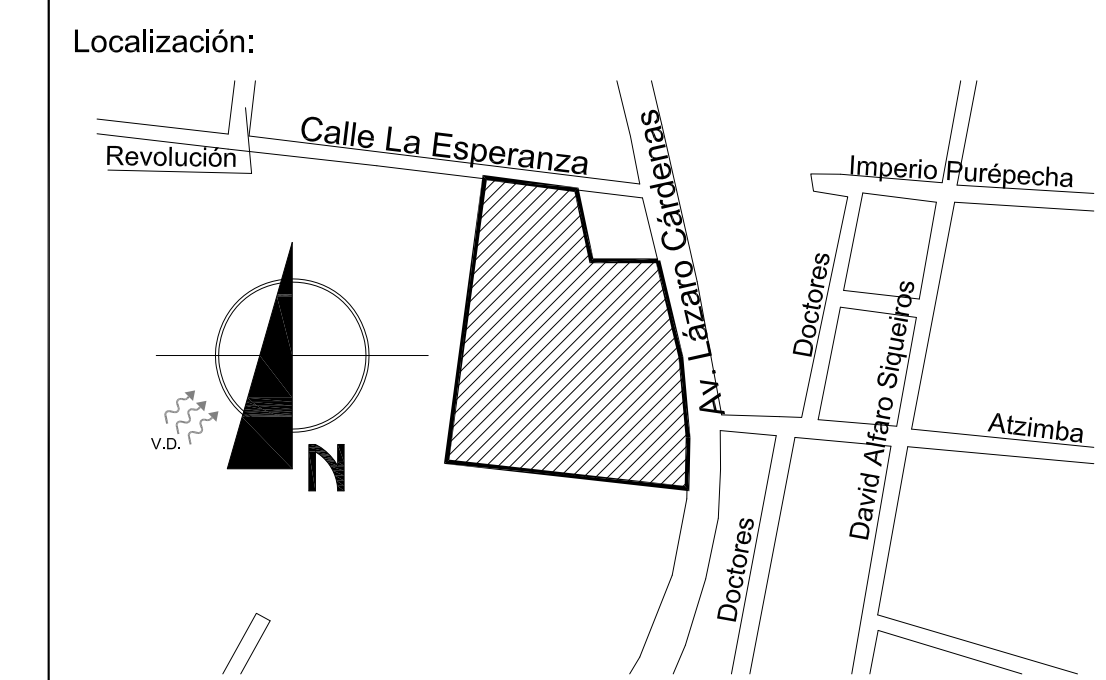 Localización:
Calle La Esperanza
Revolución
Av. Lázaro Cárdenas
Imperio Purépecha
Doctores
David Alfaro Siqueiros
Atzimba
V.D.
N
Doctores